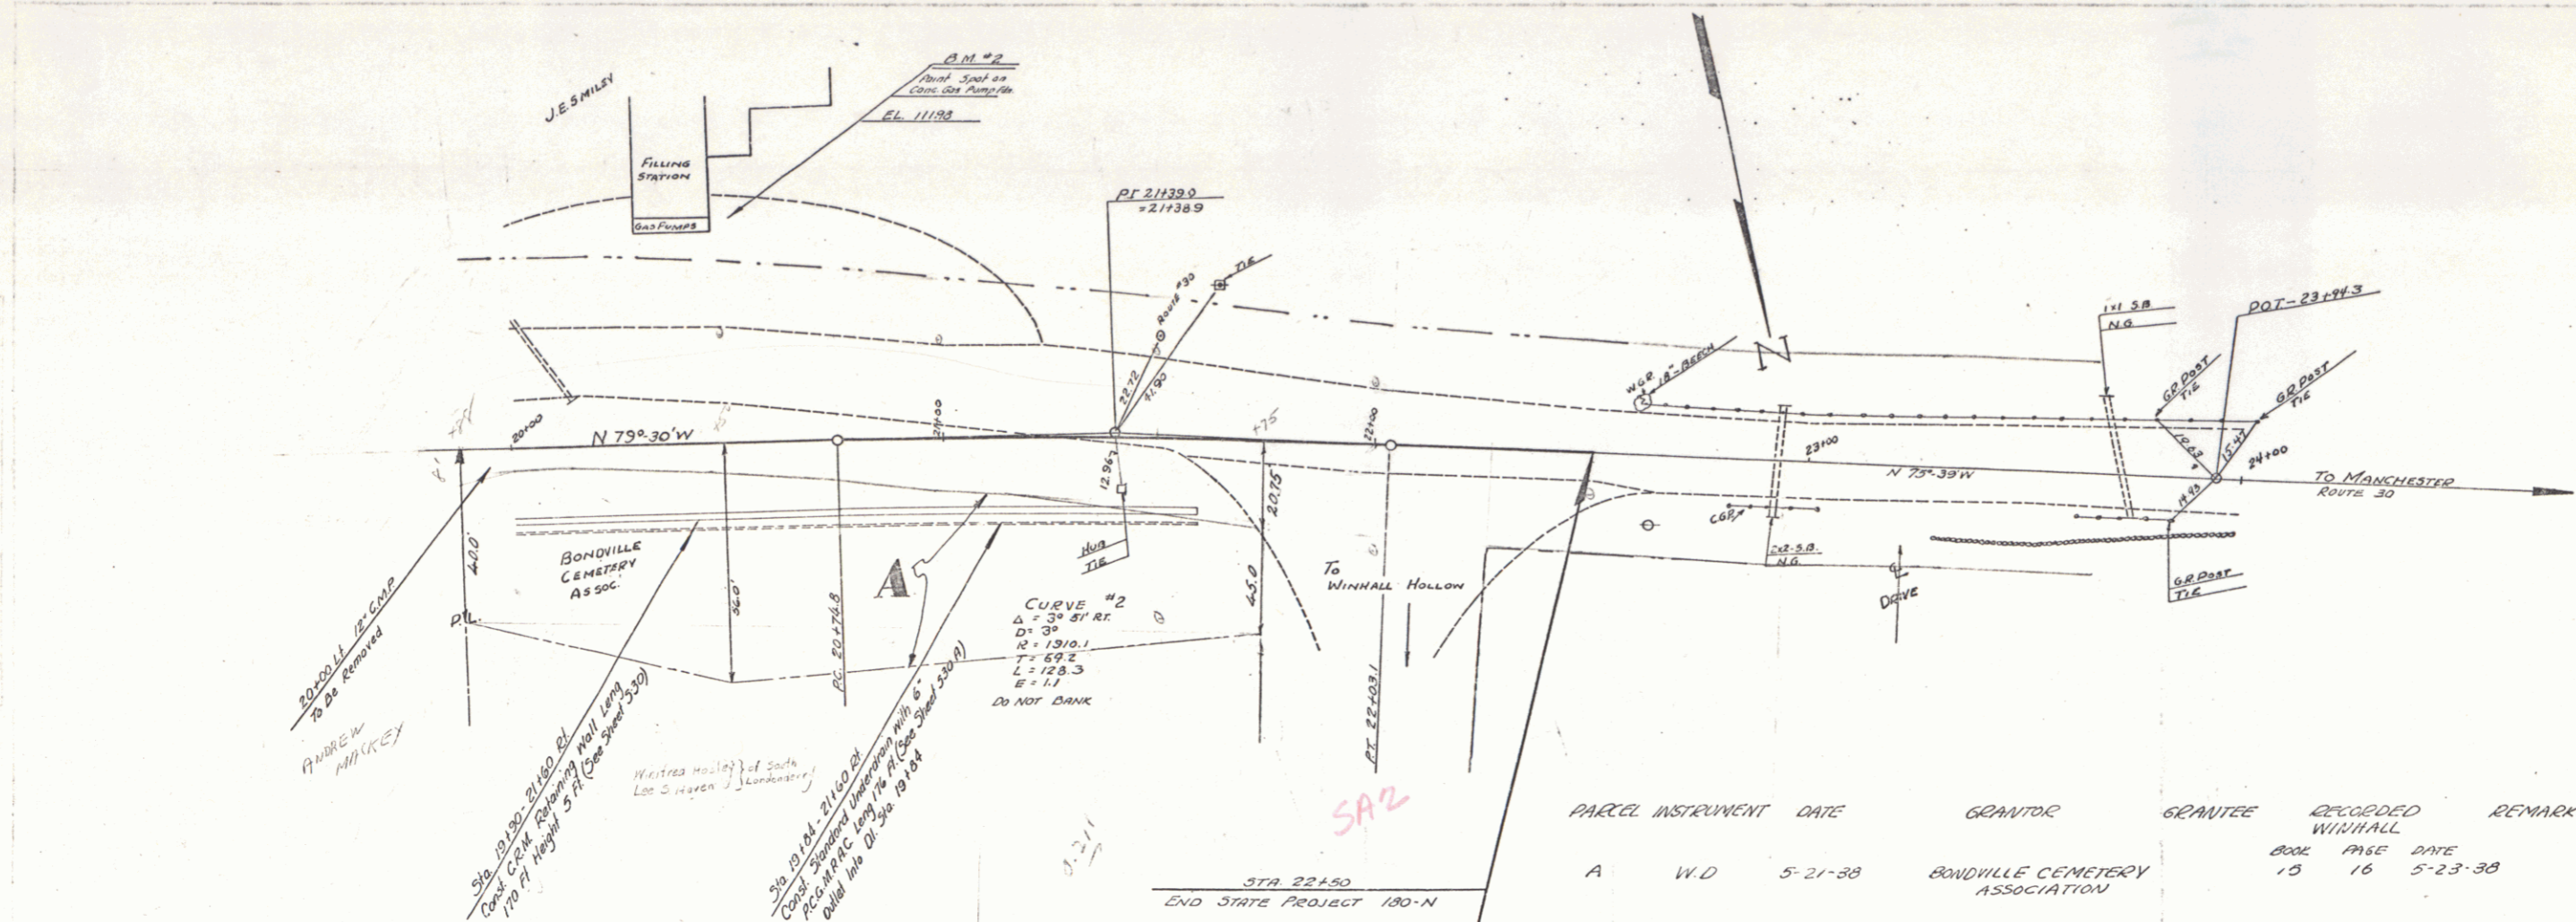 J.E. SMILEY
B.M. #2
Paint Spot on
Conc. Gas Pump Fdn.
EL. 111.98
FILLING
STATION
GAS PUMPS
P.I. 21+39.0
=21+38.9
TIE
ROUTE #30
22.72
41.90
N
W.G.R.
18"-BEECH
1x1 S.B.
N.G.
POT-23+94.3
G.R. POST
TIE
G.R. POST
TIE
19.63
15.47
14.93
20+00
N 79°-30'W
21+00
+75
22+00
23+00
N 75°-39'W
24+00
TO MANCHESTER
ROUTE 30
8'
40.0'
P.L.
BONDVILLE
CEMETERY
ASSOC.
56.0'
P.C. 20+74.8
A
12.96
HUB
TIE
20.75'
45.0
CURVE #2
Δ = 3° 51' RT.
D= 3°
R = 1910.1
T = 64.2
L = 128.3
E = 1.1
DO NOT BANK
To
WINHALL HOLLOW
P.T. 22+03.1
C.G.R.
2x2-S.B.
N.G.
DRIVE
G.R. POST
TIE
20+00 Lt. 12" C.M.P.
To Be Removed
ANDREW
MACKEY
Sta. 19+90 - 21+60 Rt.
Const. C.R.M. Retaining Wall Leng.
170 Ft Height 5 Ft. (See Sheet 530)
of South
Lee S. Haven
Londonderry
Sta 19+84 - 21+60 Rt.
Const. Standard Underdrain with 6"
P.C.G.M.P.A.C. Leng 176 Ft. (See Sheet 530 A)
Outlet Into D.I. Sta. 19+84
SA2
STA. 22+50
END STATE PROJECT 180-N
PARCEL INSTRUMENT DATE GRANTOR GRANTEE RECORDED REMARK
WINHALL
BOOK PAGE DATE
A W.D 5-21-38 BONDVILLE CEMETERY 15 16 5-23-38
ASSOCIATION